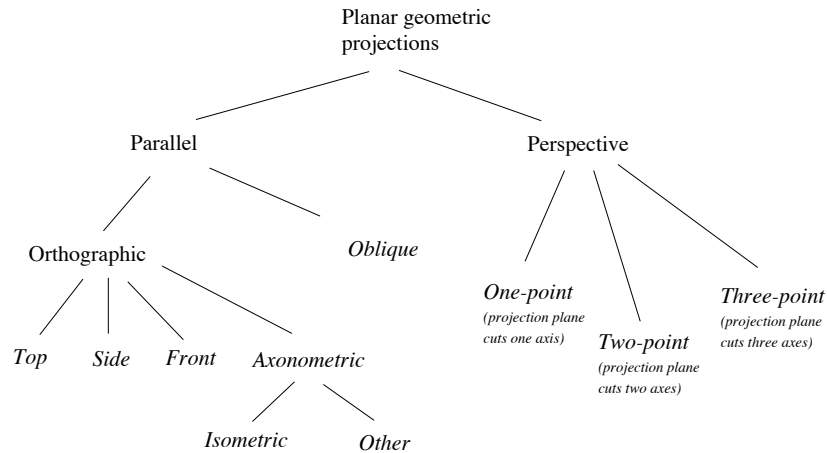 Planar geometric
projections
Parallel
Perspective
Orthographic
Oblique
One-point
(projection plane
cuts one axis)
Two-point
(projection plane
cuts two axes)
Three-point
(projection plane
cuts three axes)
Top
Side
Front
Axonometric
Isometric
Other